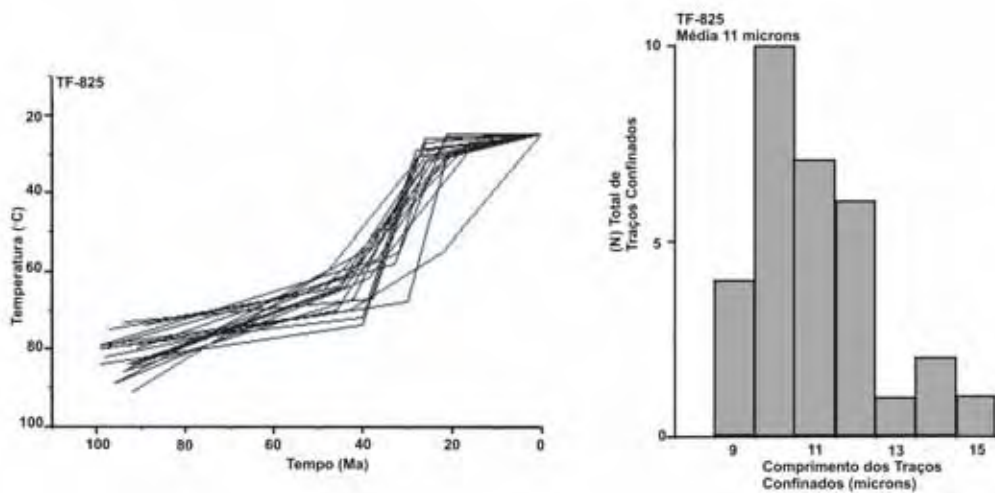 TF-825
20
40
60
80
100
Temperatura (°C)
100
80
60
40
20
0
Tempo (Ma)
TF-825
Média 11 microns
10
5
0
(N) Total de
Traços Confinados
9
11
13
15
Comprimento dos Traços
Confinados (microns)